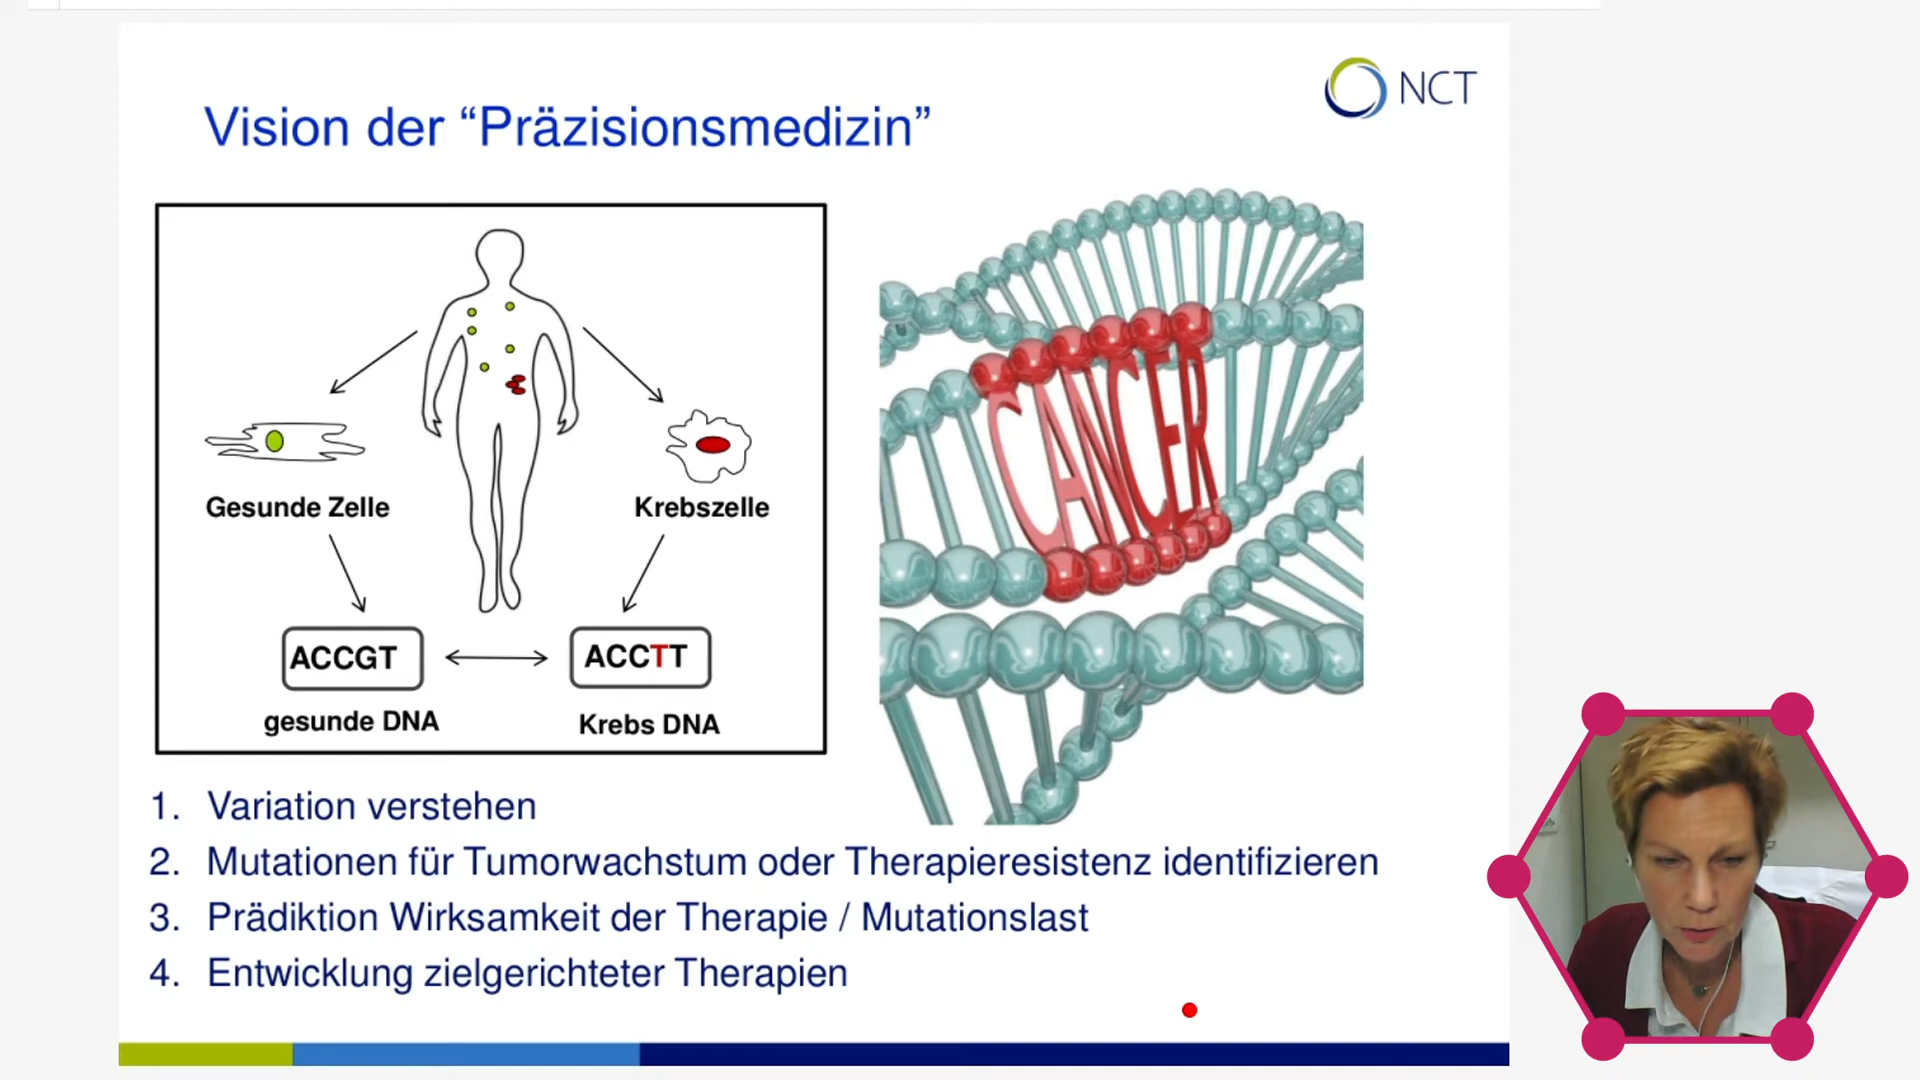 NCT
Vision der “Präzisionsmedizin”
Gesunde Zelle
Krebszelle
ACCGT
ACCTT
gesunde DNA
Krebs DNA
CANCER
1. Variation verstehen
2. Mutationen für Tumorwachstum oder Therapieresistenz identifizieren
3. Prädiktion Wirksamkeit der Therapie / Mutationslast
4. Entwicklung zielgerichteter Therapien